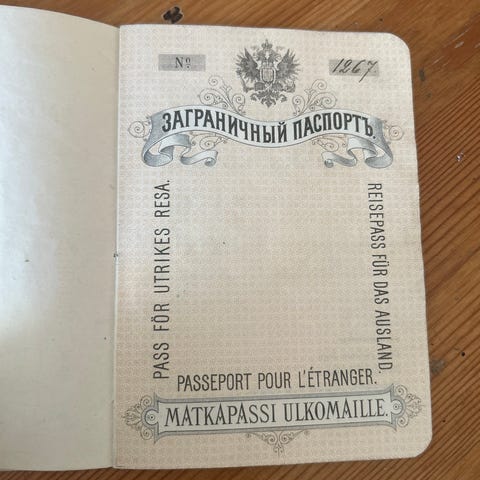 Nº 1267.
ЗАГРАНИЧНЫЙ ПАСПОРТЪ.
PASS FÖR UTRIKES RESA.
REISEPASS FÜR DAS AUSLAND.
PASSEPORT POUR L'ÉTRANGER.
MATKAPASSI ULKOMAILLE.